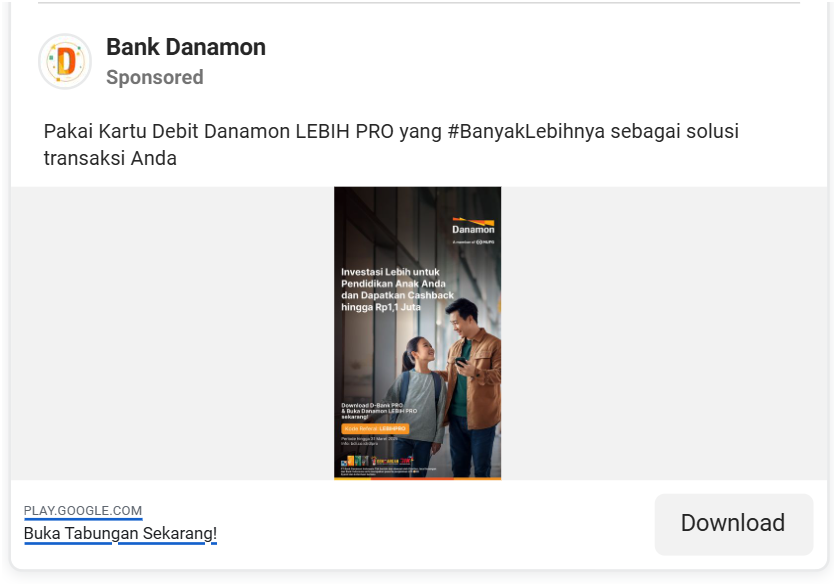 Bank Danamon
Sponsored
Pakai Kartu Debit Danamon LEBIH PRO yang #BanyakLebihnya sebagai solusi
transaksi Anda
Danamon
A member of MUFG
Investasi Lebih untuk
Pendidikan Anak Anda
dan Dapatkan Cashback
hingga Rp1,1 Juta
Download D-Bank PRO
& Buka Danamon LEBIH PRO
sekarang!
Kode Referral: LEBIHPRO
PLAY.GOOGLE.COM
Buka Tabungan Sekarang!
Download